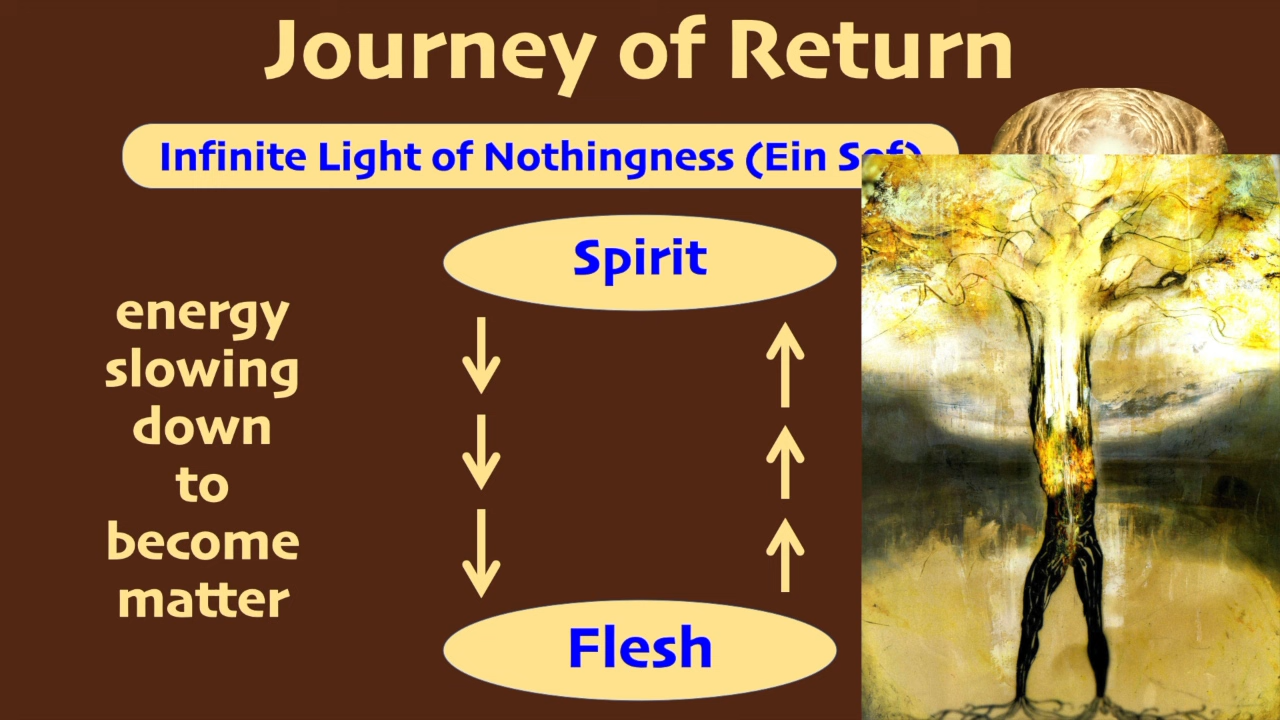 Journey of Return
Infinite Light of Nothingness (Ein Sof)
Spirit
energy
slowing
down
to
become
matter
Flesh